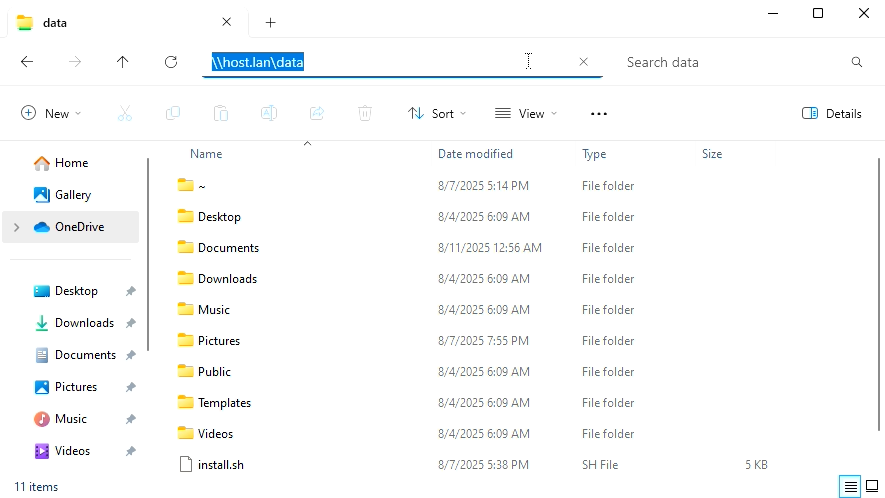 data
\\host.lan\data
Search data
New
Sort
View
Details
Home
Gallery
OneDrive
Desktop
Downloads
Documents
Pictures
Music
Videos
Name Date modified Type Size
~ 8/7/2025 5:14 PM File folder
Desktop 8/4/2025 6:09 AM File folder
Documents 8/11/2025 12:56 AM File folder
Downloads 8/4/2025 6:09 AM File folder
Music 8/4/2025 6:09 AM File folder
Pictures 8/7/2025 7:55 PM File folder
Public 8/4/2025 6:09 AM File folder
Templates 8/4/2025 6:09 AM File folder
Videos 8/4/2025 6:09 AM File folder
install.sh 8/7/2025 5:38 PM SH File 5 KB
11 items